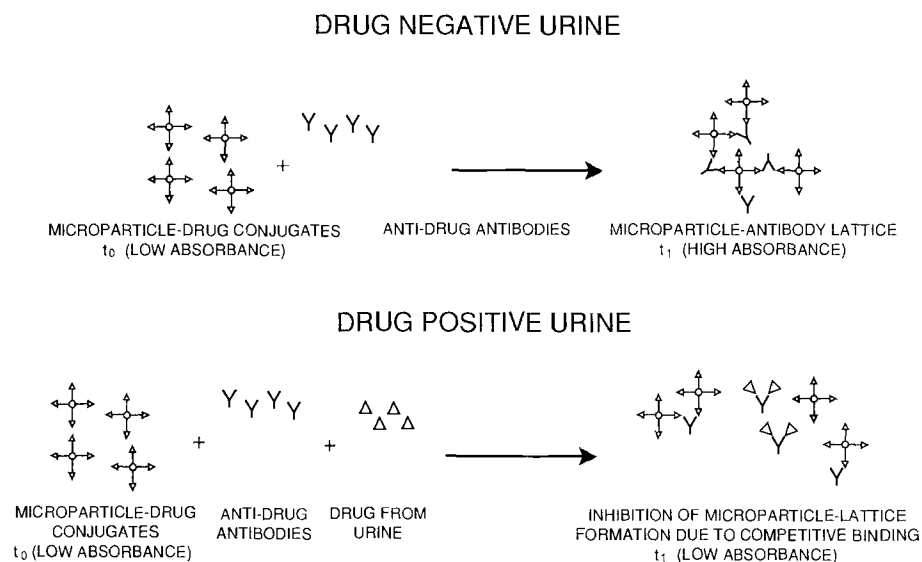 DRUG NEGATIVE URINE
+
MICROPARTICLE-DRUG CONJUGATES
t₀ (LOW ABSORBANCE)
ANTI-DRUG ANTIBODIES
MICROPARTICLE-ANTIBODY LATTICE
t₁ (HIGH ABSORBANCE)
DRUG POSITIVE URINE
+
+
MICROPARTICLE-DRUG
CONJUGATES
t₀ (LOW ABSORBANCE)
ANTI-DRUG
ANTIBODIES
DRUG FROM
URINE
INHIBITION OF MICROPARTICLE-LATTICE
FORMATION DUE TO COMPETITIVE BINDING
t₁ (LOW ABSORBANCE)